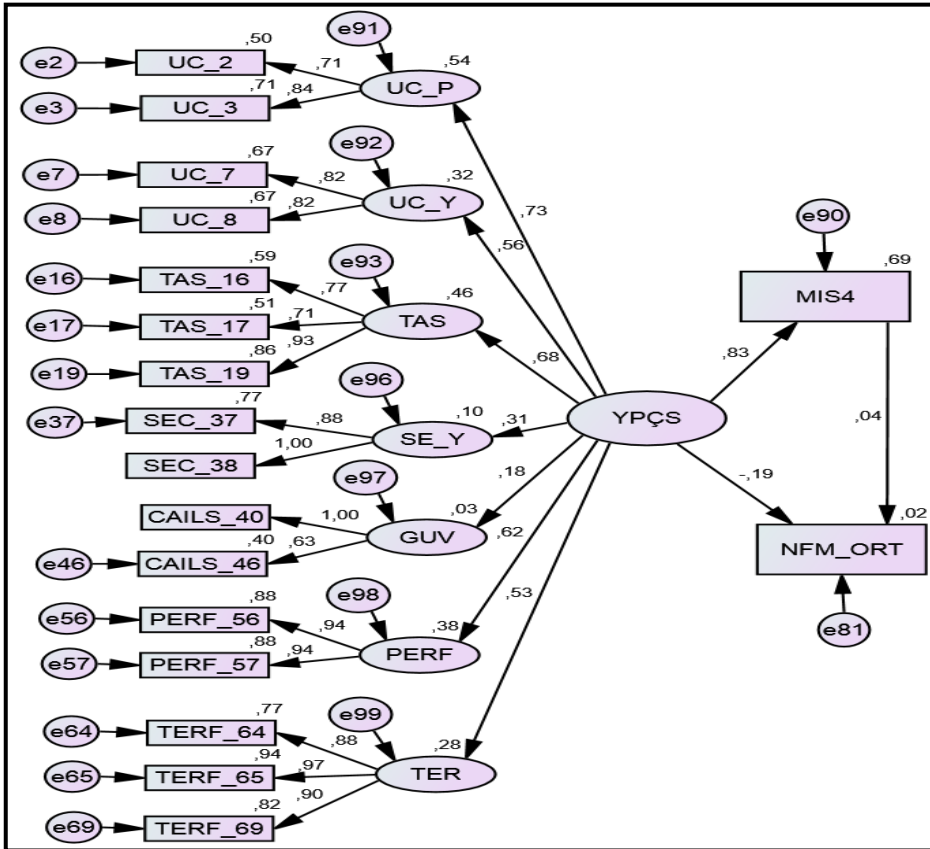 e91
,50
,54
e2
UC_2
,71
UC_P
,71
,84
e3
UC_3
e92
,67
,32
e7
UC_7
,82
UC_Y
,67
,82
e8
UC_8
,73
,56
e90
e93
,59
,46
,69
e16
TAS_16
,77
MIS4
,51
,71
TAS
e17
TAS_17
,93
,86
,68
,83
e19
TAS_19
e96
,77
,10
,31
YPÇS
,04
e37
SEC_37
,88
SE_Y
1,00
SEC_38
e97
,18
-,19
,03
,62
,02
CAILS_40
1,00
GUV
NFM_ORT
,40
,63
e46
CAILS_46
,53
e98
,88
,38
e81
e56
PERF_56
,94
PERF
,88
,94
e57
PERF_57
e99
,77
,28
e64
TERF_64
,88
,94
,97
TER
e65
TERF_65
,90
,82
e69
TERF_69